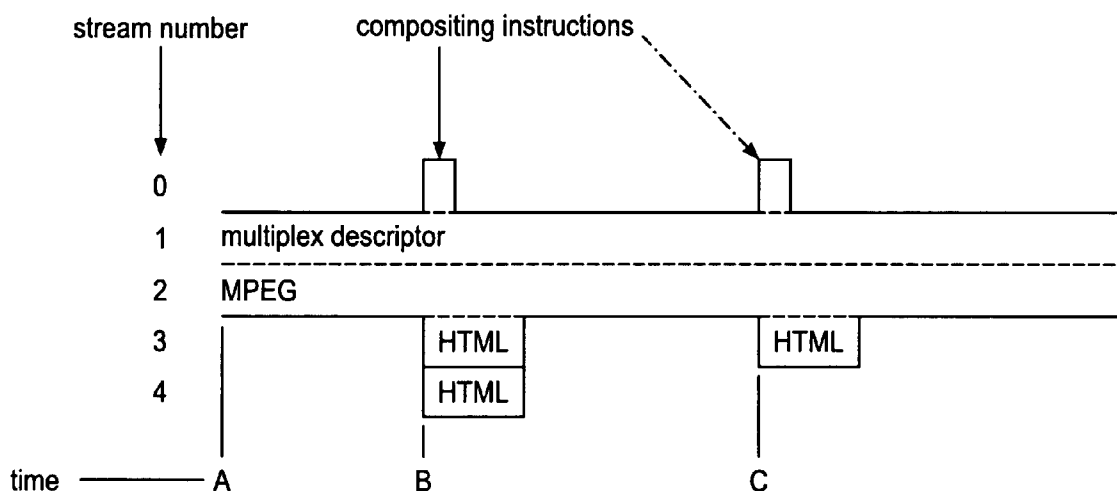 stream number compositing instructions
0
1 multiplex descriptor
2 MPEG
3 HTML HTML
4 HTML
time A B C